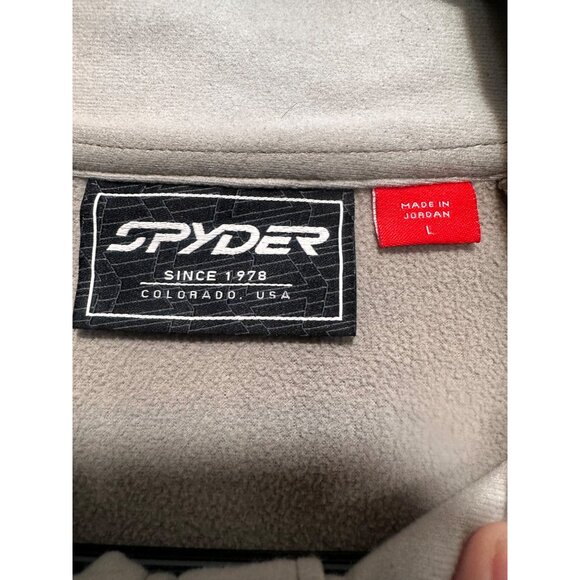 SPYDER
SINCE 1978
COLORADO, USA
MADE IN
JORDAN
L